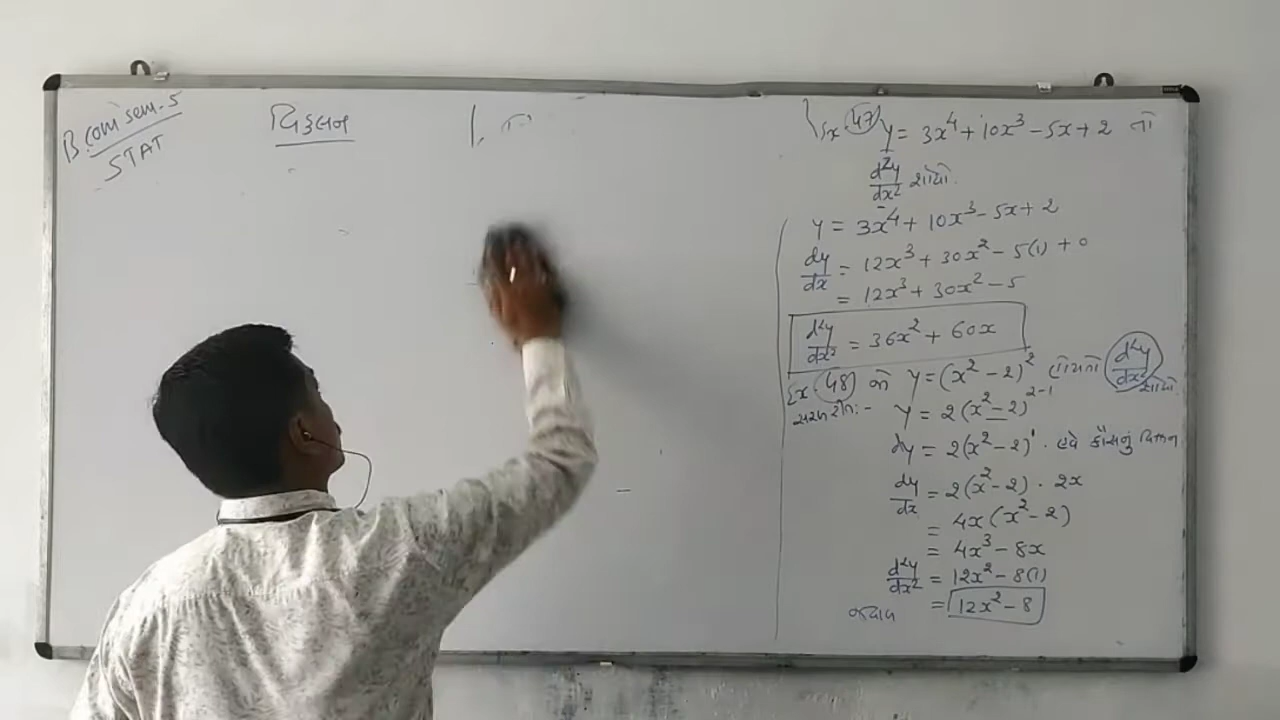 B.com sem-5
STAT
વિકલન
Ex 47 y = 3x⁴ + 10x³ - 5x + 2 તો
d²y/dx² શોધો.
y = 3x⁴ + 10x³ - 5x + 2
dy/dx = 12x³ + 30x² - 5(1) + 0
= 12x³ + 30x² - 5
d²y/dx² = 36x² + 60x
Ex 48 જો y = (x² - 2)² હોયતો d²y/dx² શોધો.
સરળ રીત:- y = 2(x² - 2)²⁻¹
dy = 2(x² - 2)¹ · હવે કૌંસનું વિકલન
dy/dx = 2(x² - 2) · 2x
= 4x(x² - 2)
= 4x³ - 8x
d²y/dx² = 12x² - 8(1)
જવાબ = 12x² - 8